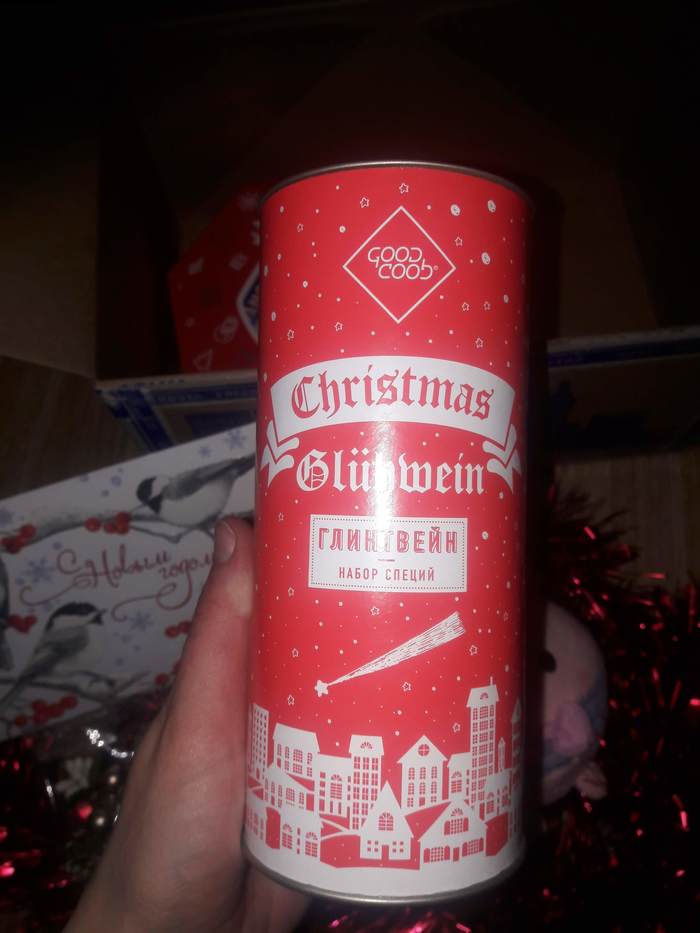 GOOD
COOD®
Christmas
Glühwein
ГЛИНТВЕЙН
НАБОР СПЕЦИЙ
С Новым
годом